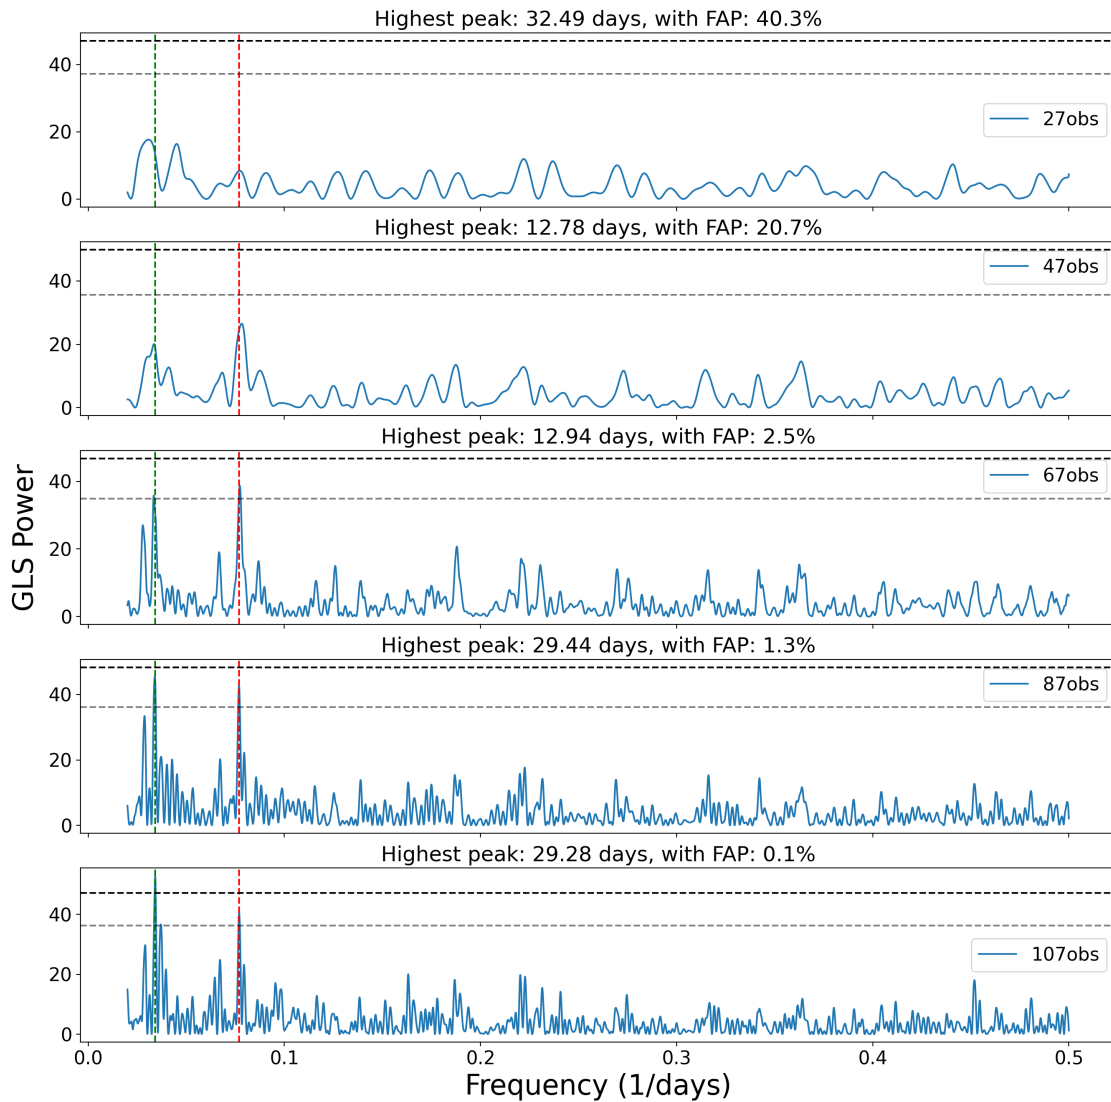 Highest peak: 32.49 days, with FAP: 40.3%
40
20
0
27obs
Highest peak: 12.78 days, with FAP: 20.7%
40
20
0
47obs
Highest peak: 12.94 days, with FAP: 2.5%
40
20
0
67obs
GLS Power
Highest peak: 29.44 days, with FAP: 1.3%
40
20
0
87obs
Highest peak: 29.28 days, with FAP: 0.1%
40
20
0
107obs
0.0 0.1 0.2 0.3 0.4 0.5
Frequency (1/days)